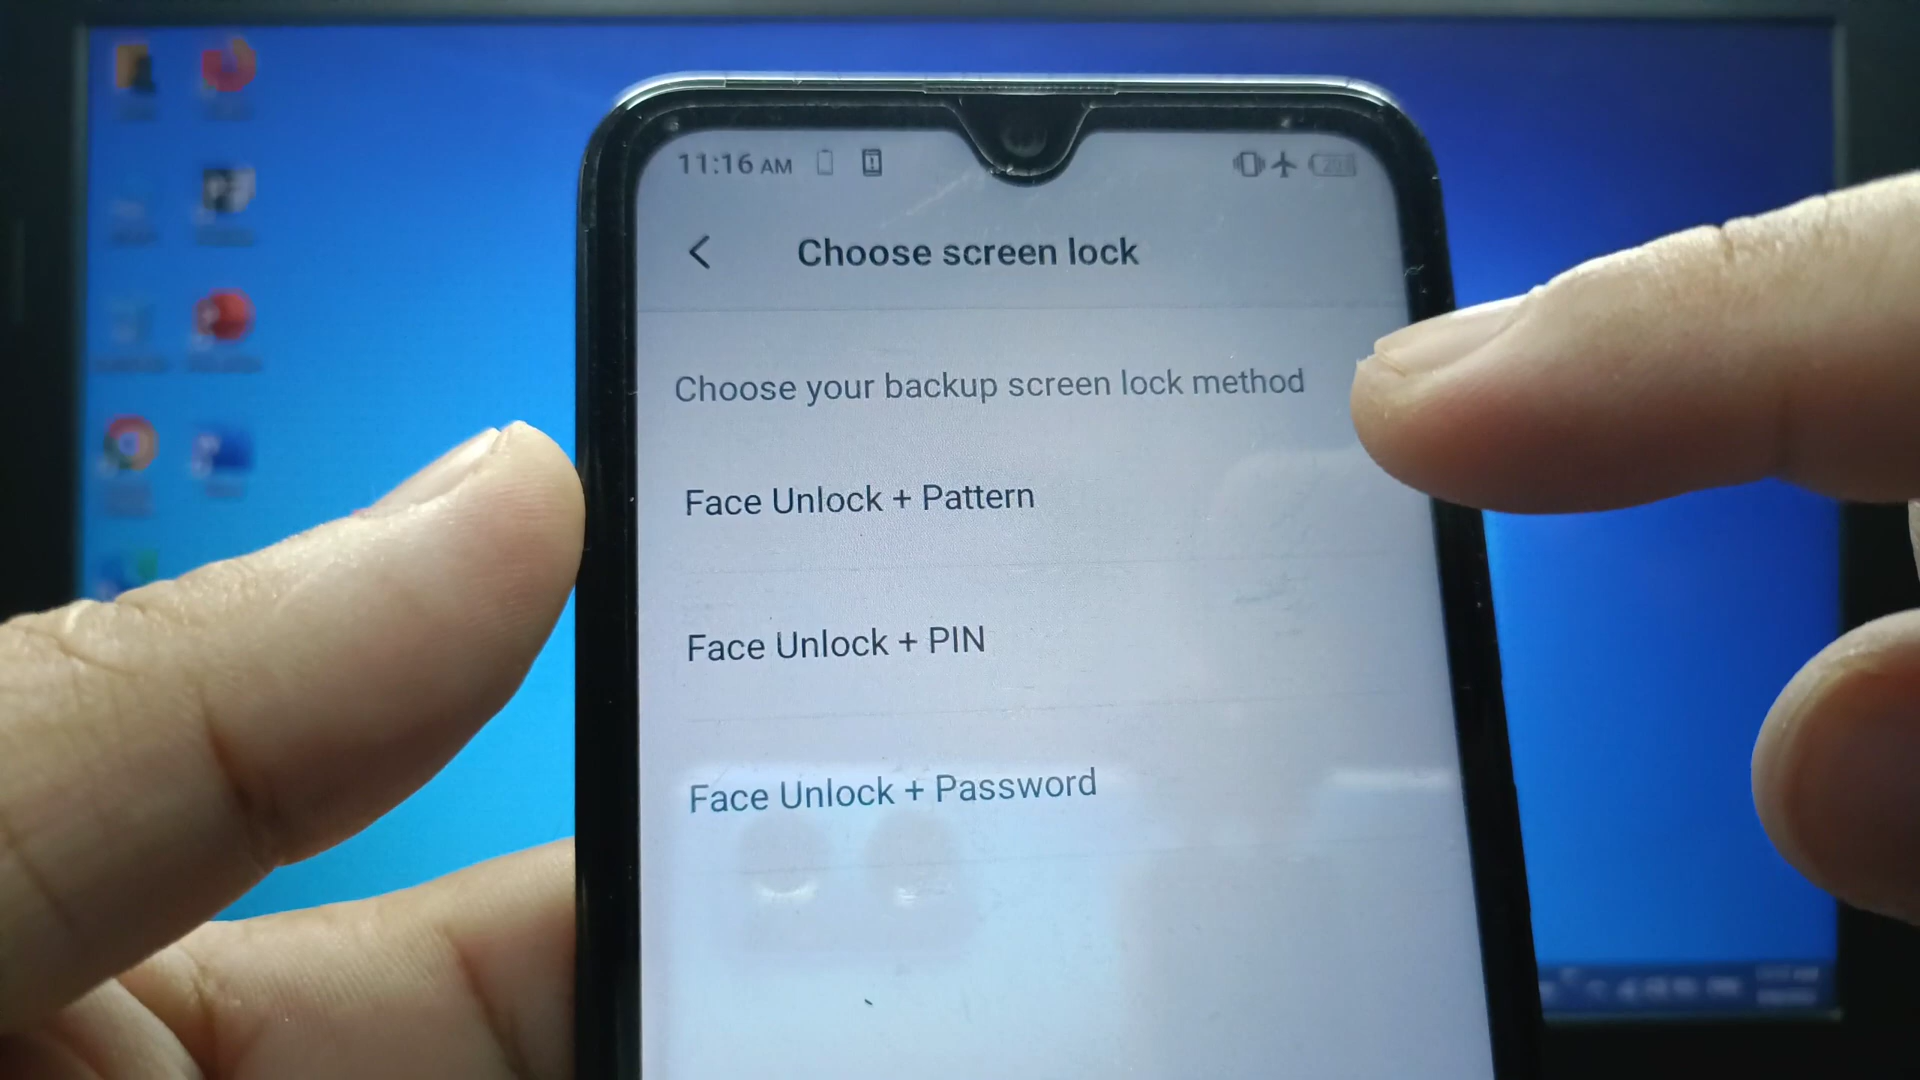 11:16 AM
Choose screen lock
Choose your backup screen lock method
Face Unlock + Pattern
Face Unlock + PIN
Face Unlock + Password